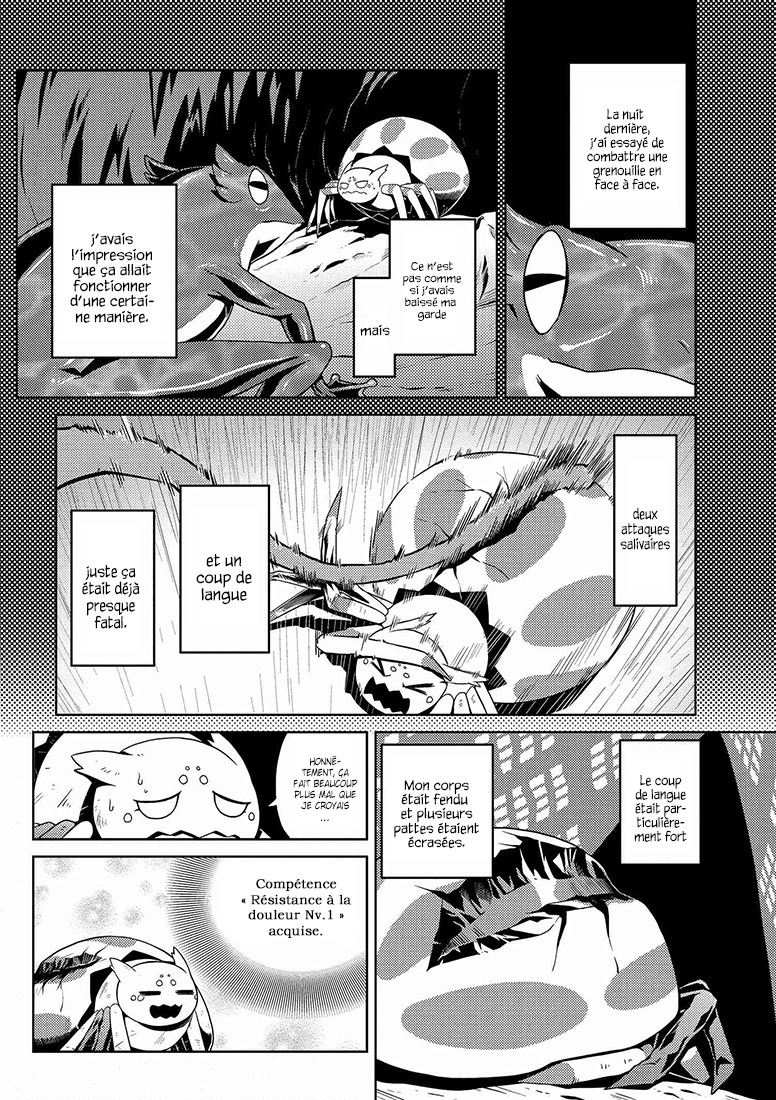 La nuit
dernière,
j'ai essayé de
combattre une
grenouille en
face à face.
Ce n'est
pas comme
si j'avais
baissé ma
garde
mais
j'avais
l'impression
que ça allait
fonctionner
d'une certai-
ne manière.
deux
attaques
salivaires
et un
coup de
langue
juste ça
était déjà
presque
fatal.
Le coup
de langue
était par-
ticulière-
ment fort
Mon corps
était fendu
et plusieurs
pattes étaient
écrasées.
HONNÊ-
TEMENT, ÇA
FAIT BEAUCOUP
PLUS MAL QUE
JE CROYAIS
...
Compétence
« Résistance à la
douleur Nv.1 »
acquise.